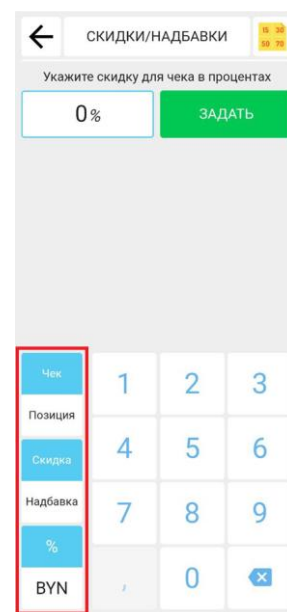 СКИДКИ/НАДБАВКИ
15 30
50 70
Укажите скидку для чека в процентах
0 %
ЗАДАТЬ
Чек
Позиция
Скидка
Надбавка
%
BYN
1 2 3
4 5 6
7 8 9
, 0